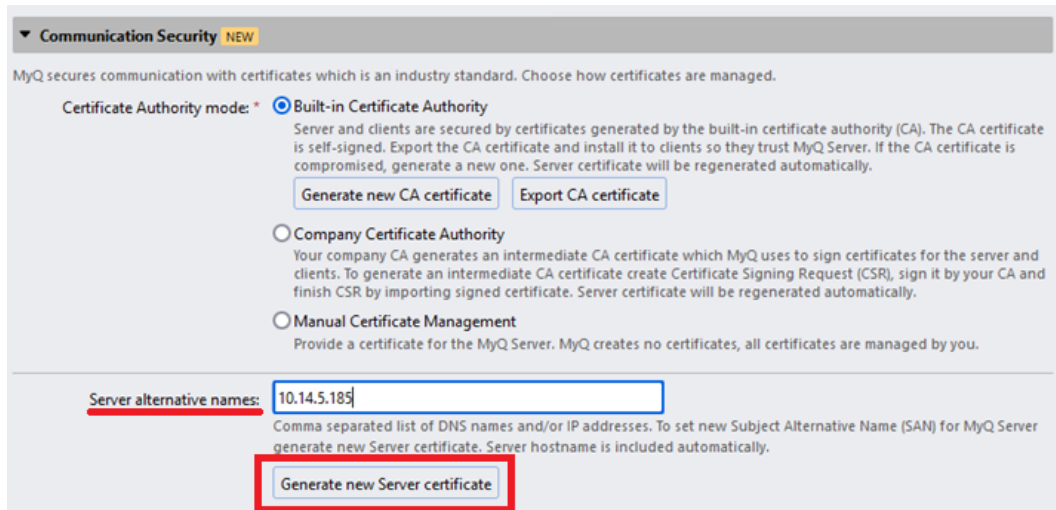 Communication Security NEW
MyQ secures communication with certificates which is an industry standard. Choose how certificates are managed.
Certificate Authority mode: * Built-in Certificate Authority
Server and clients are secured by certificates generated by the built-in certificate authority (CA). The CA certificate
is self-signed. Export the CA certificate and install it to clients so they trust MyQ Server. If the CA certificate is
compromised, generate a new one. Server certificate will be regenerated automatically.
Generate new CA certificate Export CA certificate
Company Certificate Authority
Your company CA generates an intermediate CA certificate which MyQ uses to sign certificates for the server and
clients. To generate an intermediate CA certificate create Certificate Signing Request (CSR), sign it by your CA and
finish CSR by importing signed certificate. Server certificate will be regenerated automatically.
Manual Certificate Management
Provide a certificate for the MyQ Server. MyQ creates no certificates, all certificates are managed by you.
Server alternative names: 10.14.5.185
Comma separated list of DNS names and/or IP addresses. To set new Subject Alternative Name (SAN) for MyQ Server
generate new Server certificate. Server hostname is included automatically.
Generate new Server certificate